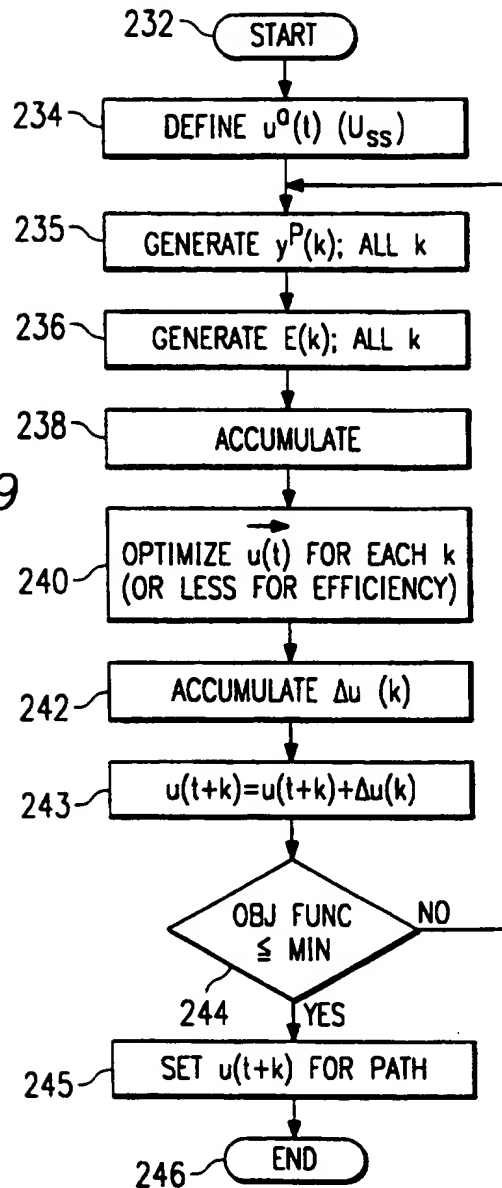 232 START
234 DEFINE uᵃ(t) (U_SS)
235 GENERATE yᴾ(k); ALL k
236 GENERATE E(k); ALL k
238 ACCUMULATE
9
240 OPTIMIZE u(t) FOR EACH k
(OR LESS FOR EFFICIENCY)
242 ACCUMULATE Δu (k)
243 u(t+k)=u(t+k)+Δu(k)
OBJ FUNC
≦ MIN
NO
244
YES
245 SET u(t+k) FOR PATH
246 END